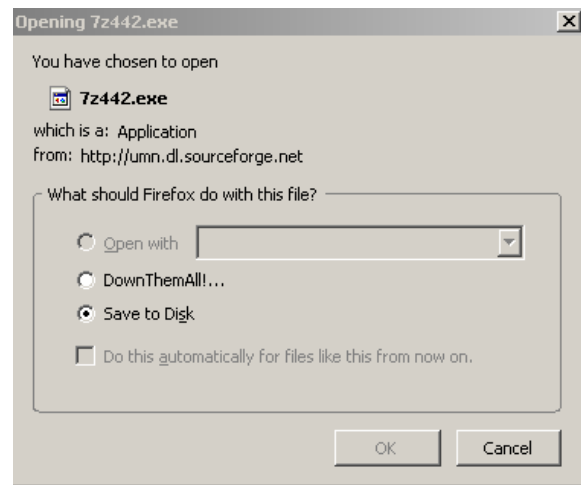 Opening 7z442.exe
You have chosen to open
7z442.exe
which is a: Application
from: http://umn.dl.sourceforge.net
What should Firefox do with this file?
Open with
DownThemAll!...
Save to Disk
Do this automatically for files like this from now on.
OK Cancel